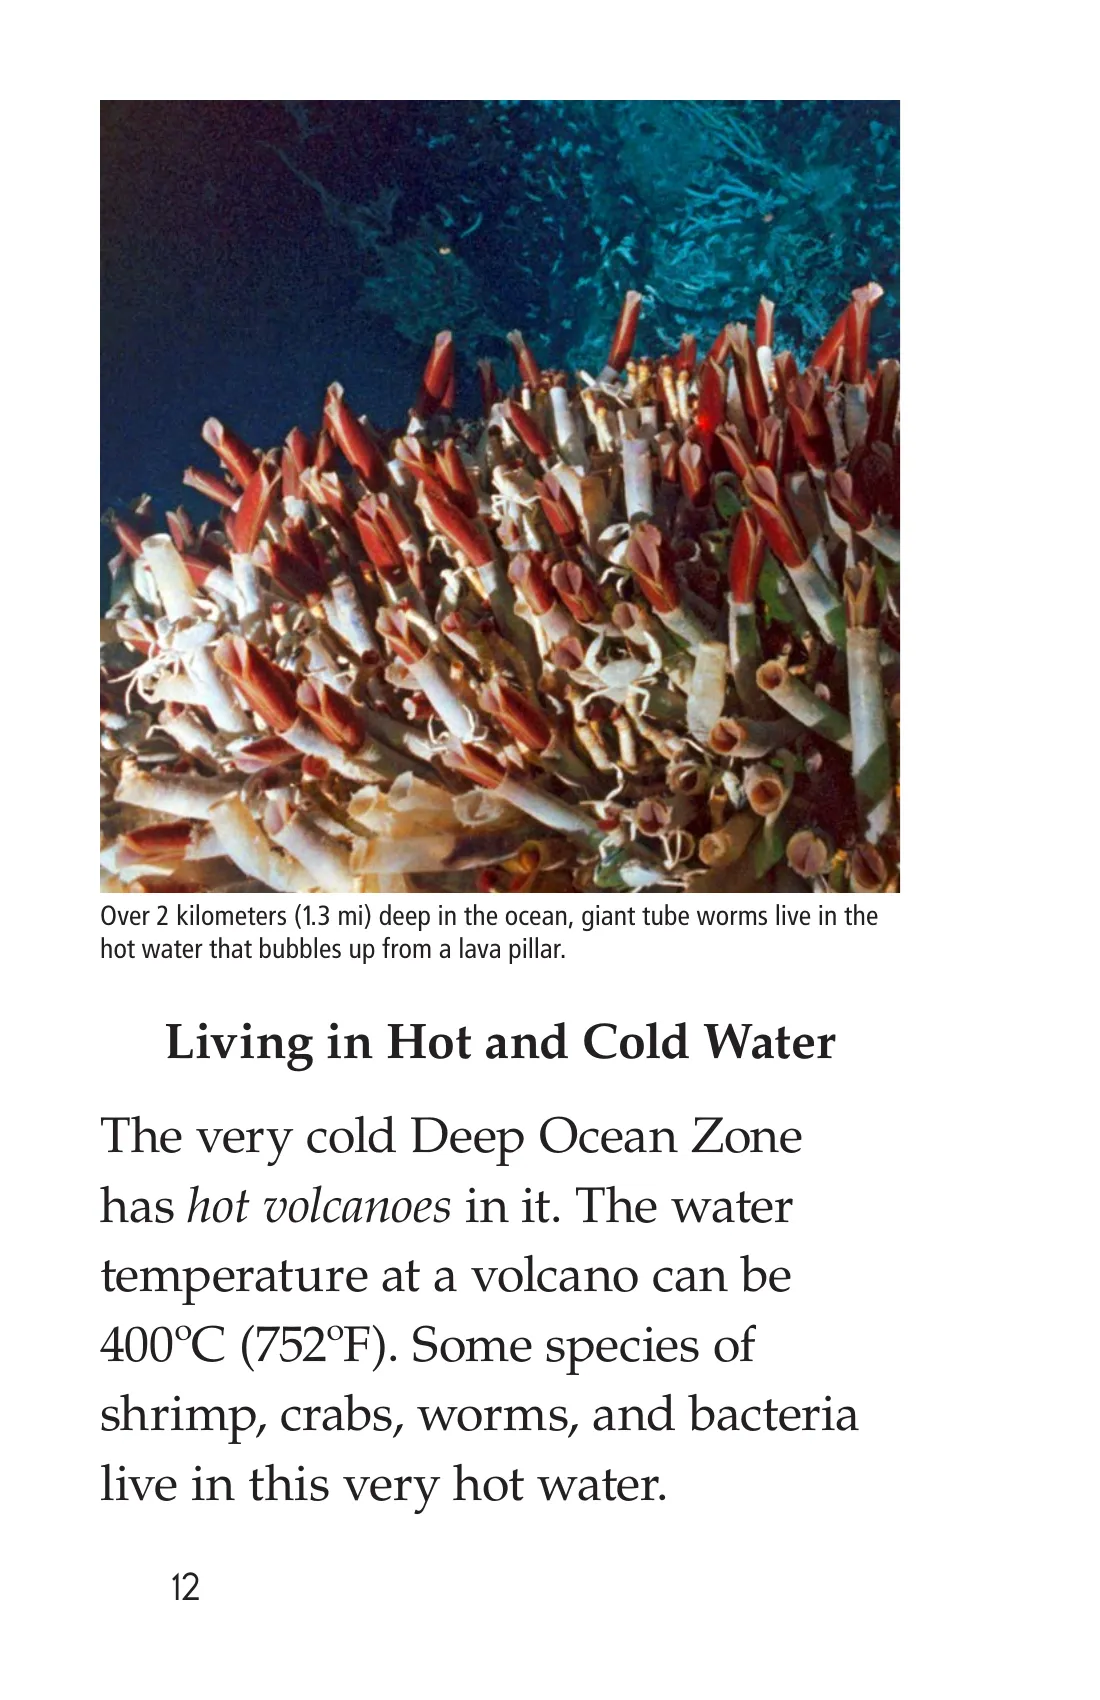 Over 2 kilometers (1.3 mi) deep in the ocean, giant tube worms live in the
hot water that bubbles up from a lava pillar.
Living in Hot and Cold Water
The very cold Deep Ocean Zone
has hot volcanoes in it. The water
temperature at a volcano can be
400ºC (752ºF). Some species of
shrimp, crabs, worms, and bacteria
live in this very hot water.
12